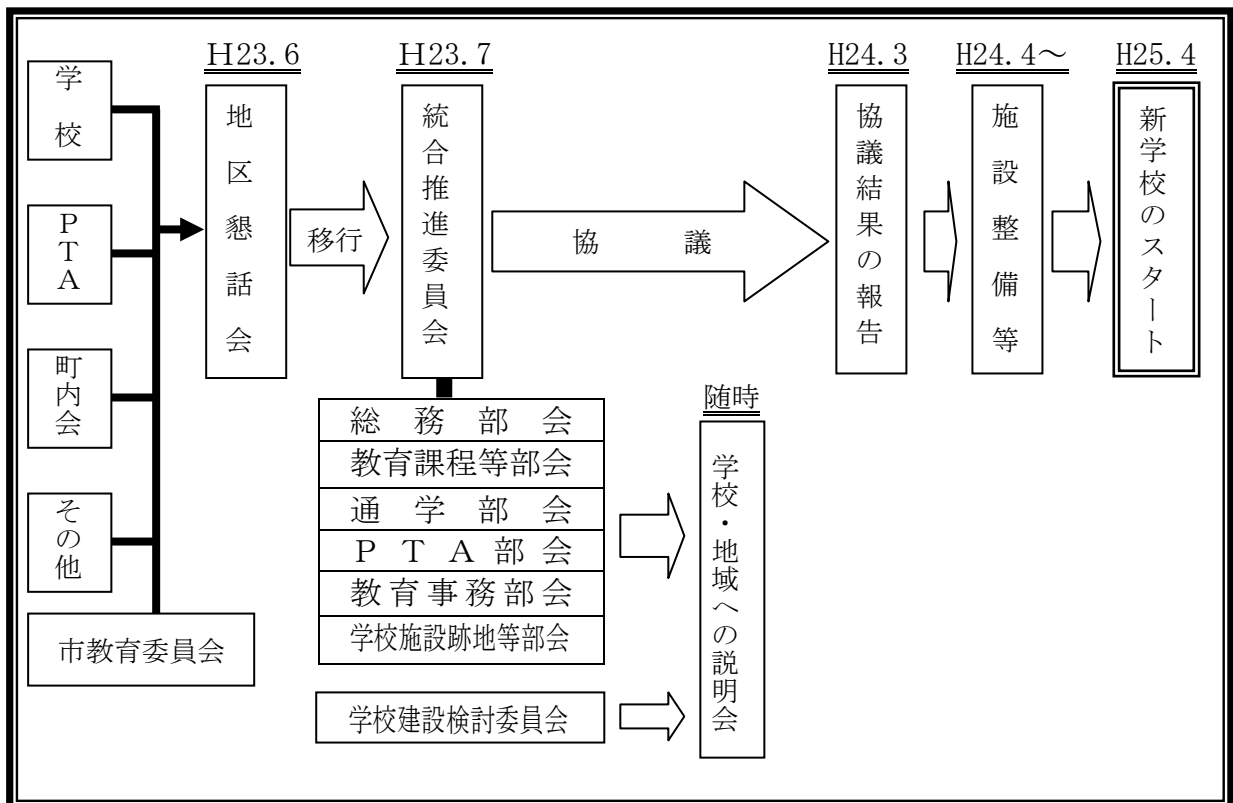 学校
PTA
町内会
その他
市教育委員会
H23.6
地区懇話会
移行
H23.7
統合推進委員会
総務部会
教育課程等部会
通学部会
PTA部会
教育事務部会
学校施設跡地等部会
学校建設検討委員会
協議
随時
学校・地域への説明会
H24.3
協議結果の報告
H24.4～
施設整備等
H25.4
新学校のスタート